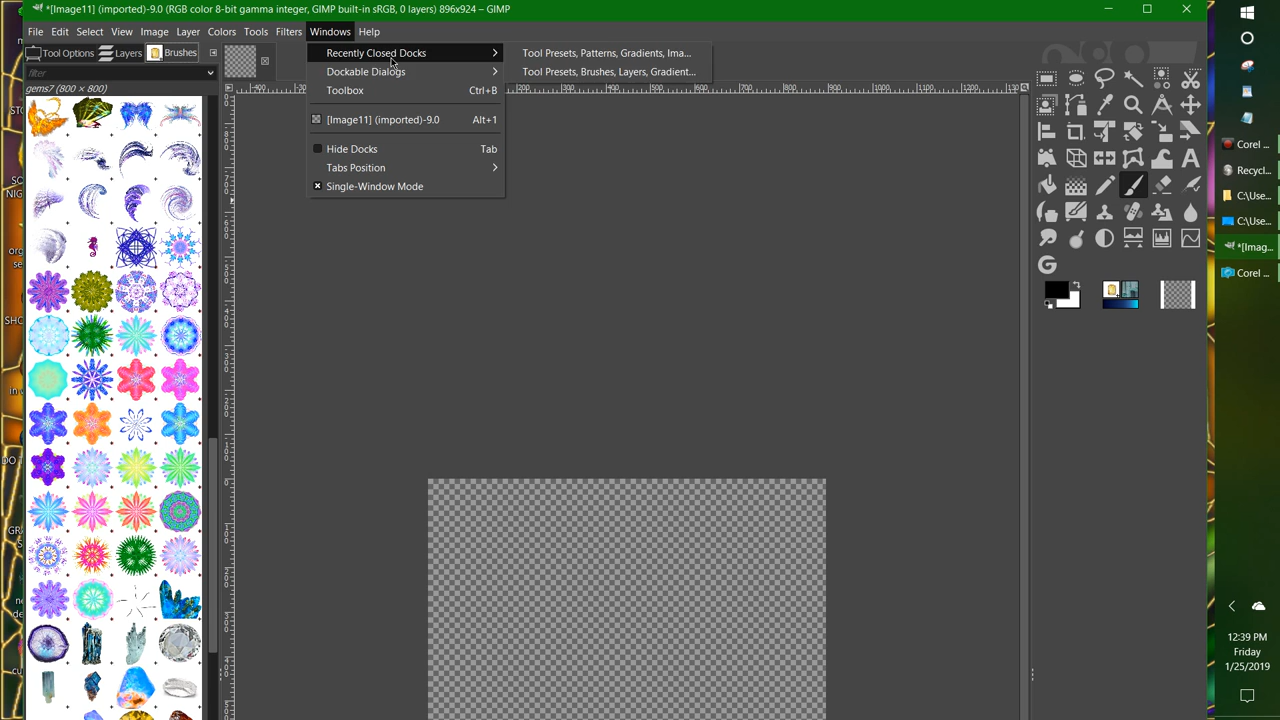 *[Image11] (imported)-9.0 (RGB color 8-bit gamma integer, GIMP built-in sRGB, 0 layers) 896x924 – GIMP
File Edit Select View Image Layer Colors Tools Filters Windows Help
Tool Options Layers Brushes
filter
gems7 (800 × 800)
Recently Closed Docks
Dockable Dialogs
Toolbox Ctrl+B
[Image11] (imported)-9.0 Alt+1
Hide Docks Tab
Tabs Position
Single-Window Mode
Tool Presets, Patterns, Gradients, Ima...
Tool Presets, Brushes, Layers, Gradient...
Corel ...
Recycl...
C:\Use...
C:\Use...
*[Imag...
Corel ...
12:39 PM
Friday
1/25/2019